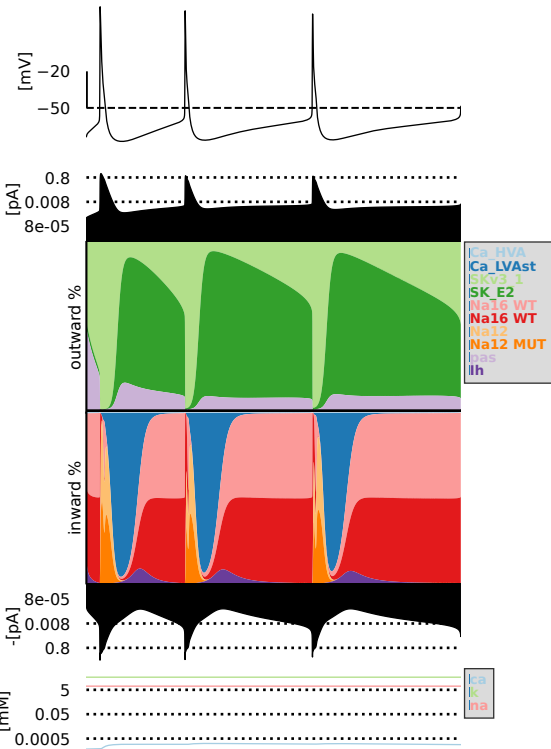 [mV]
−20
−50
[pA]
0.8
0.008
8e-05
outward %
Ca_HVA
Ca_LVAst
SKv3_1
SK_E2
Na16 WT
Na16 WT
Na12
Na12 MUT
pas
Ih
inward %
-[pA]
8e-05
0.008
0.8
[mM]
5
0.05
0.0005
ca
k
na